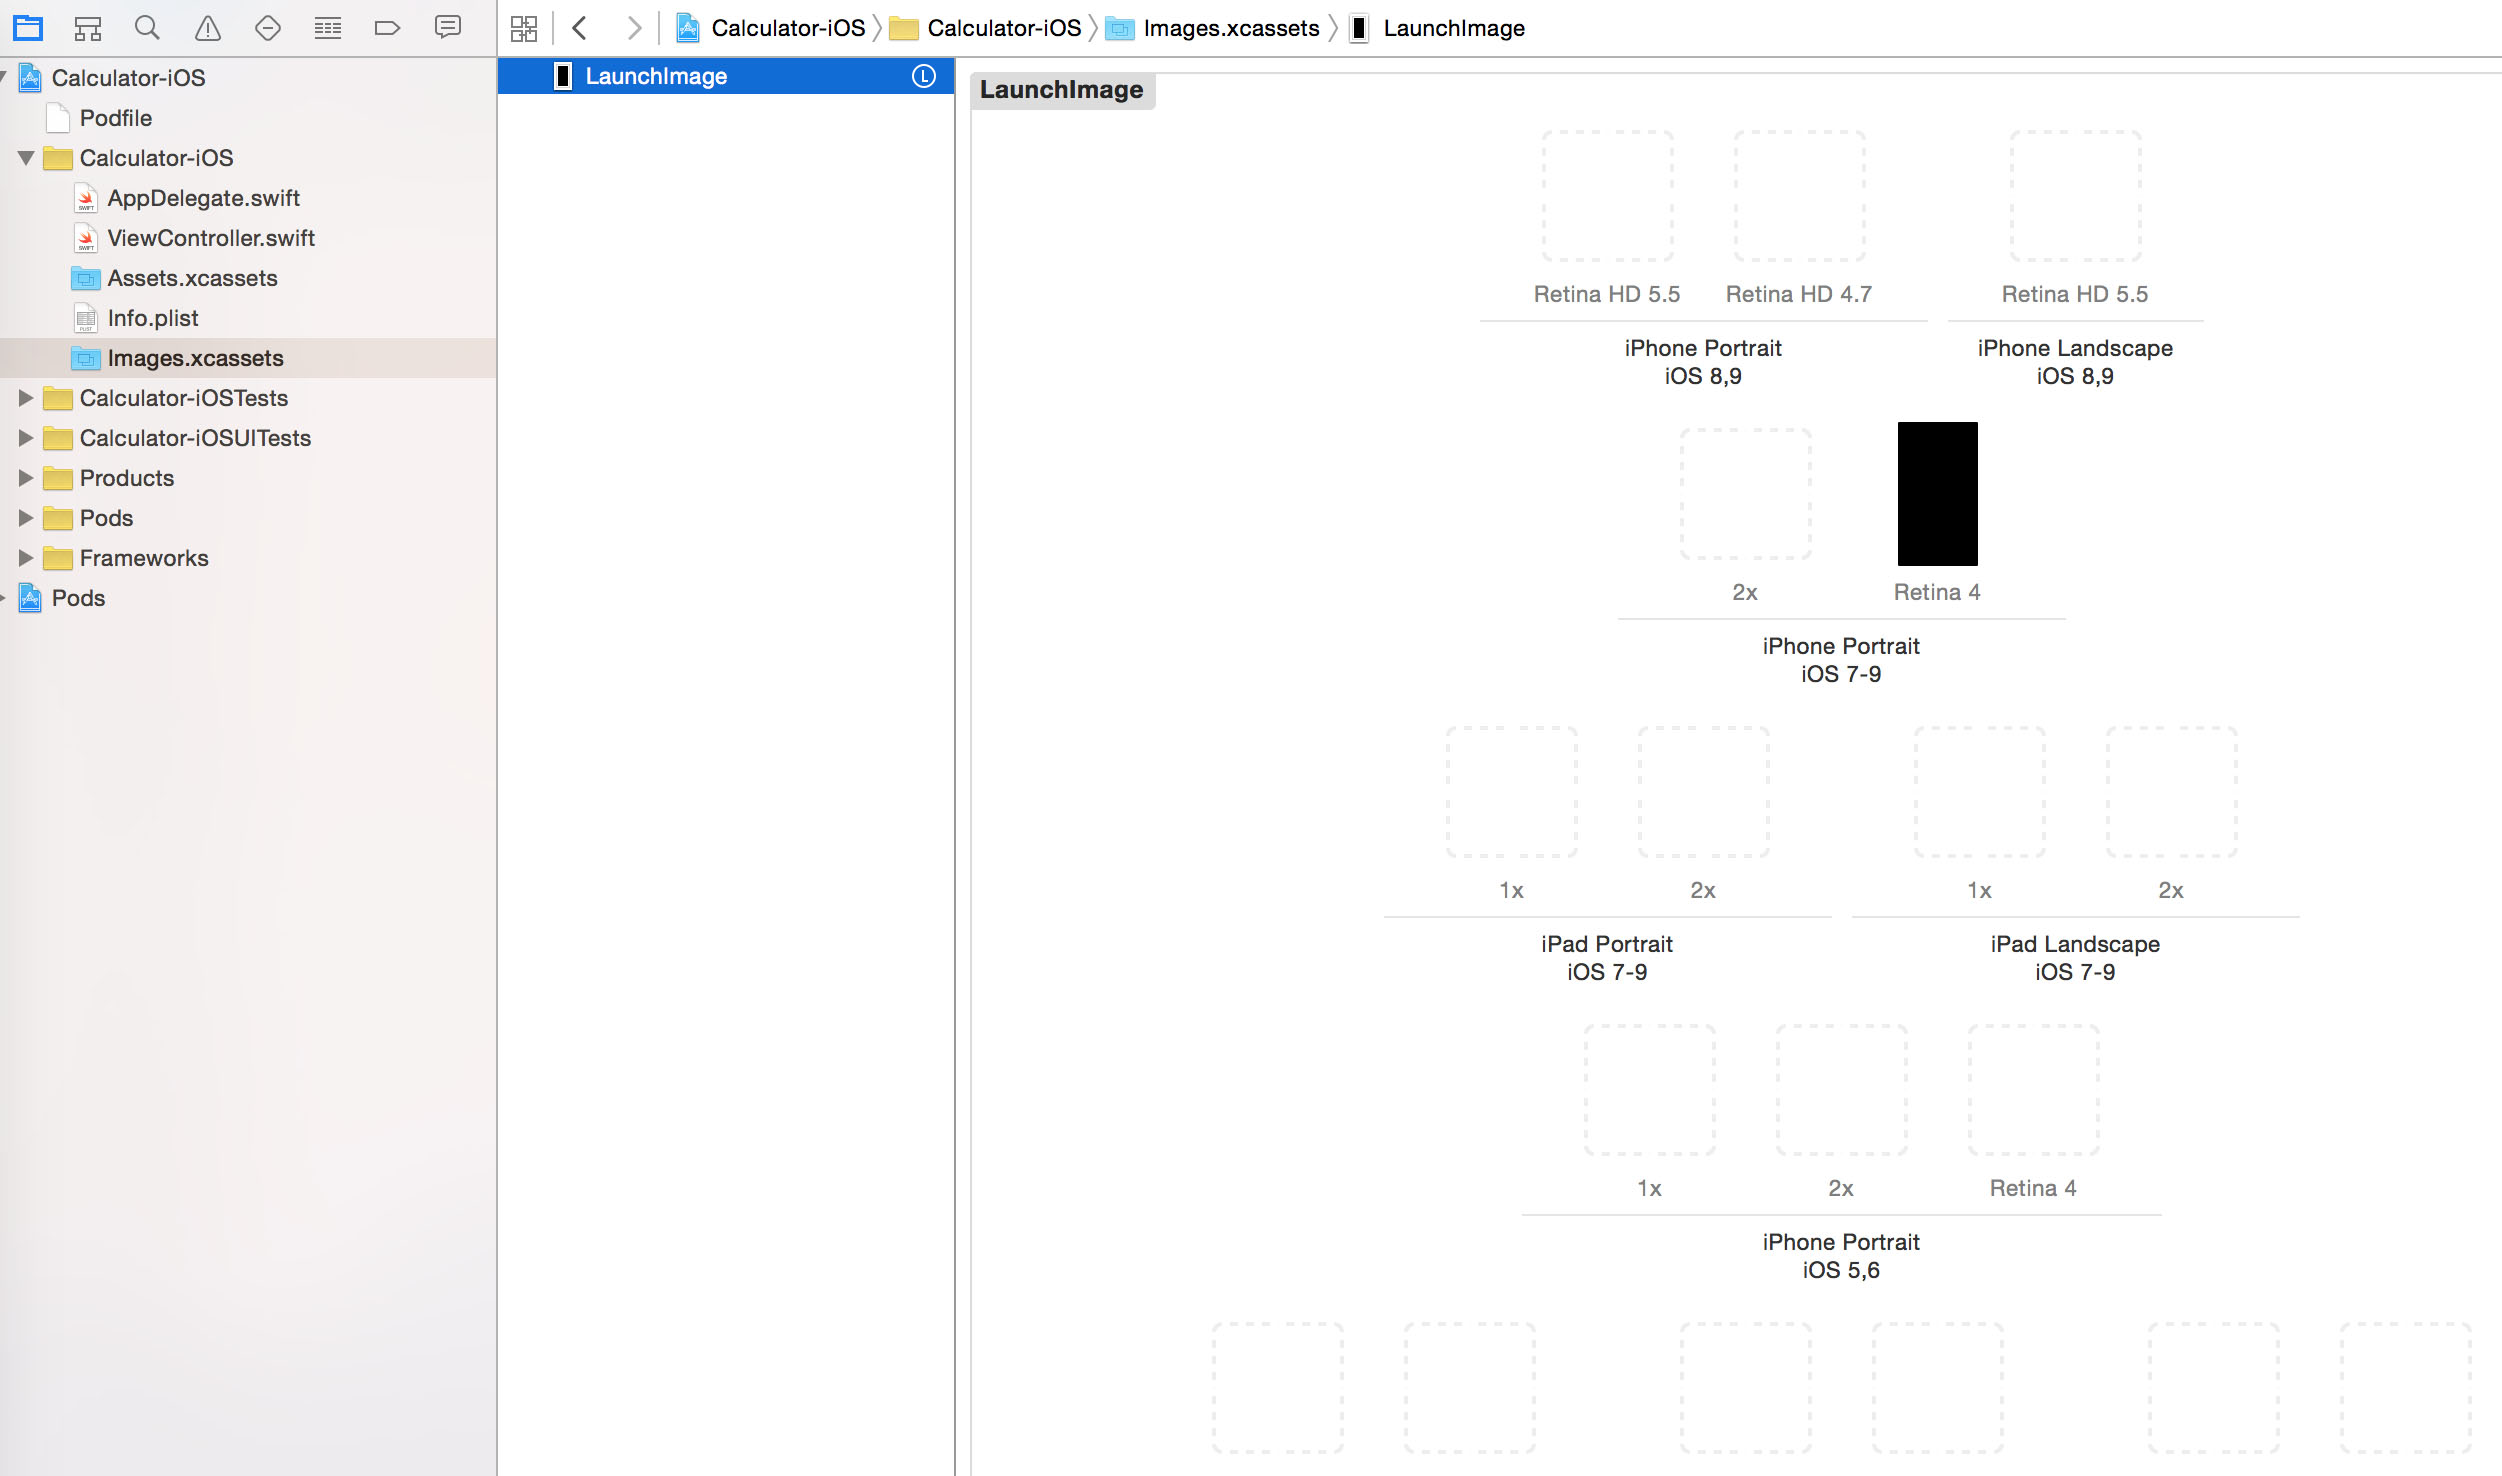 Calculator-iOS
Calculator-iOS
Images.xcassets
LaunchImage
Calculator-iOS
Podfile
Calculator-iOS
AppDelegate.swift
ViewController.swift
Assets.xcassets
Info.plist
Images.xcassets
Calculator-iOSTests
Calculator-iOSUITests
Products
Pods
Frameworks
Pods
LaunchImage
L
LaunchImage
Retina HD 5.5
Retina HD 4.7
Retina HD 5.5
iPhone Portrait
iOS 8,9
iPhone Landscape
iOS 8,9
2x
Retina 4
iPhone Portrait
iOS 7-9
1x
2x
1x
2x
iPad Portrait
iOS 7-9
iPad Landscape
iOS 7-9
1x
2x
Retina 4
iPhone Portrait
iOS 5,6